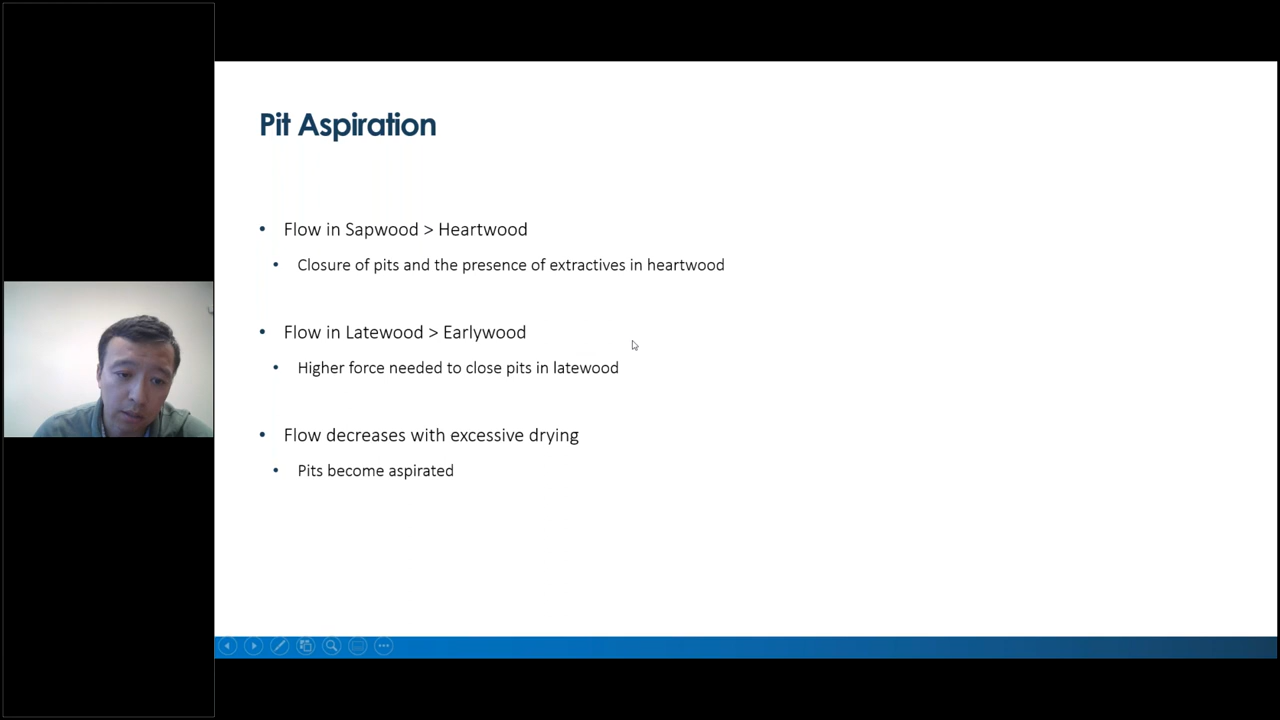 Pit Aspiration
• Flow in Sapwood > Heartwood
• Closure of pits and the presence of extractives in heartwood
• Flow in Latewood > Earlywood
• Higher force needed to close pits in latewood
• Flow decreases with excessive drying
• Pits become aspirated